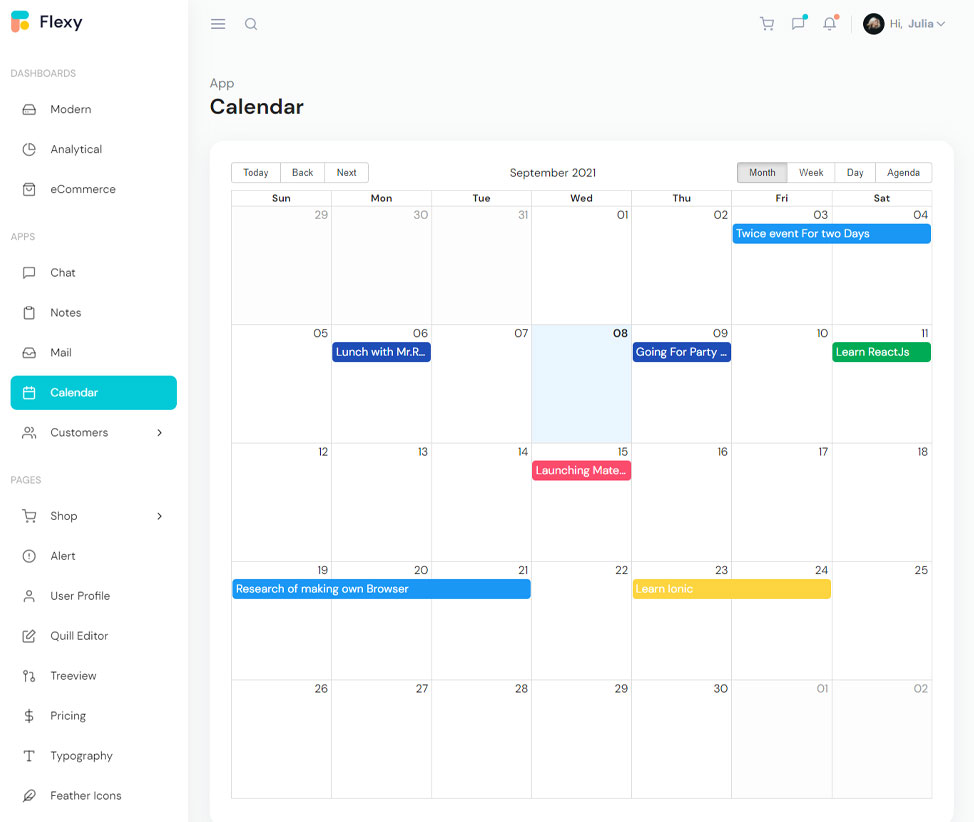 Flexy
Hi, Julia
DASHBOARDS
Modern
Analytical
eCommerce
APPS
Chat
Notes
Mail
Calendar
Customers
PAGES
Shop
Alert
User Profile
Quill Editor
Treeview
Pricing
Typography
Feather Icons
App
Calendar
Today Back Next
September 2021
Month Week Day Agenda
Sun Mon Tue Wed Thu Fri Sat
29 30 31 01 02 03 04
Twice event For two Days
05 06 07 08 09 10 11
Lunch with Mr.R... Going For Party ... Learn ReactJs
12 13 14 15 16 17 18
Launching Mate...
19 20 21 22 23 24 25
Research of making own Browser Learn Ionic
26 27 28 29 30 01 02